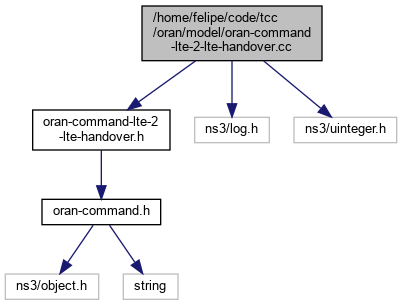 /home/felipe/code/tcc
/oran/model/oran-command
-lte-2-lte-handover.cc
oran-command-lte-2
-lte-handover.h
ns3/log.h
ns3/uinteger.h
oran-command.h
ns3/object.h
string